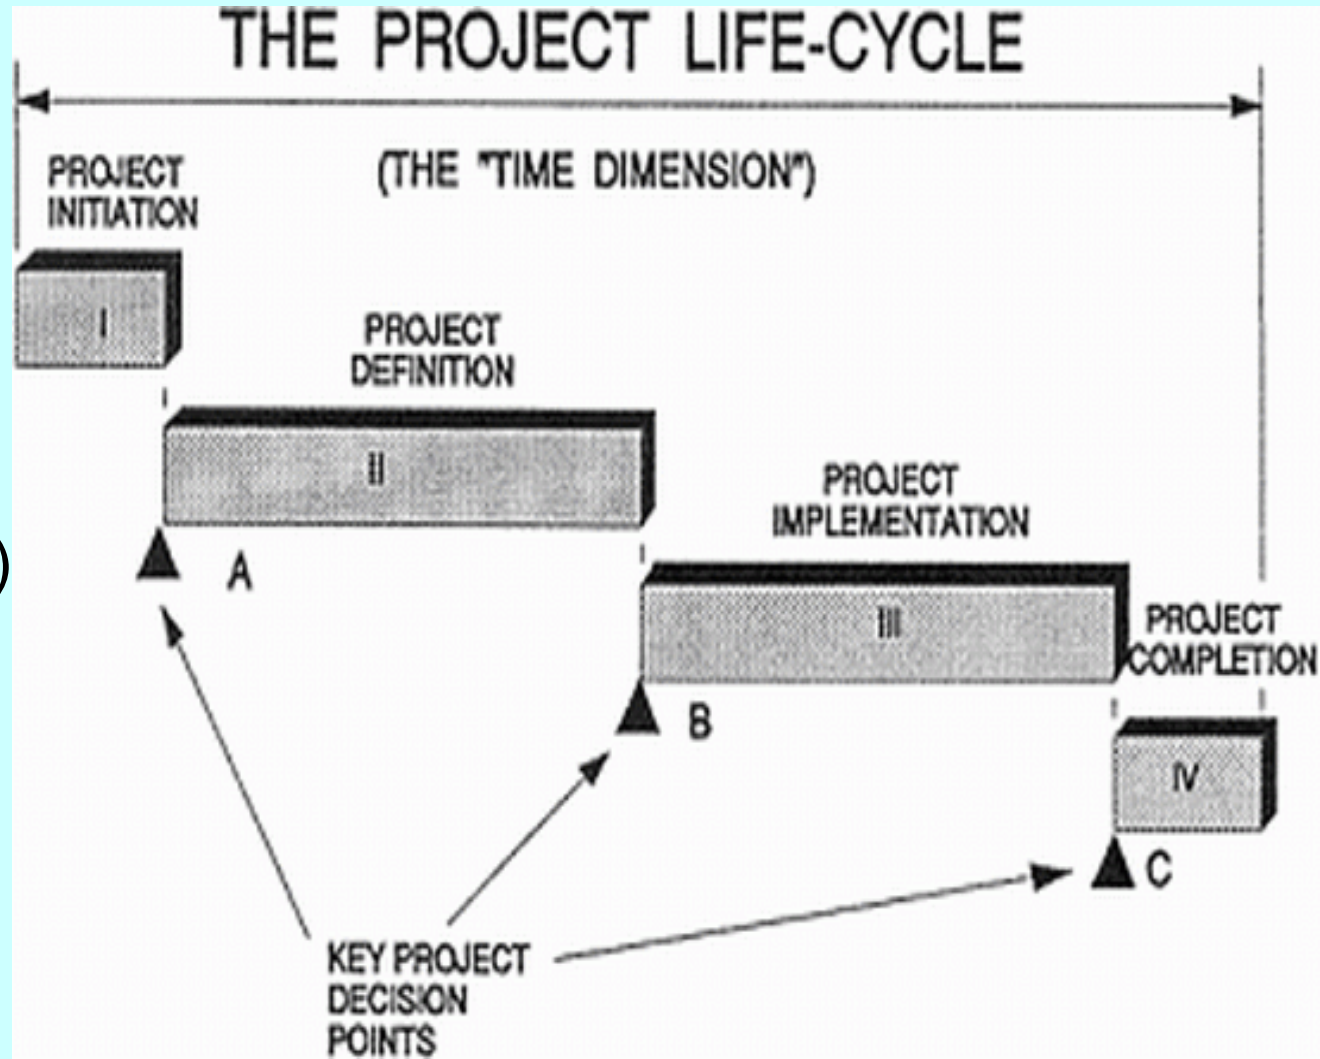 THE PROJECT LIFE-CYCLE
(THE "TIME DIMENSION")
PROJECT
INITIATION
I
PROJECT
DEFINITION
II
A
PROJECT
IMPLEMENTATION
III
B
PROJECT
COMPLETION
IV
C
KEY PROJECT
DECISION
POINTS
)